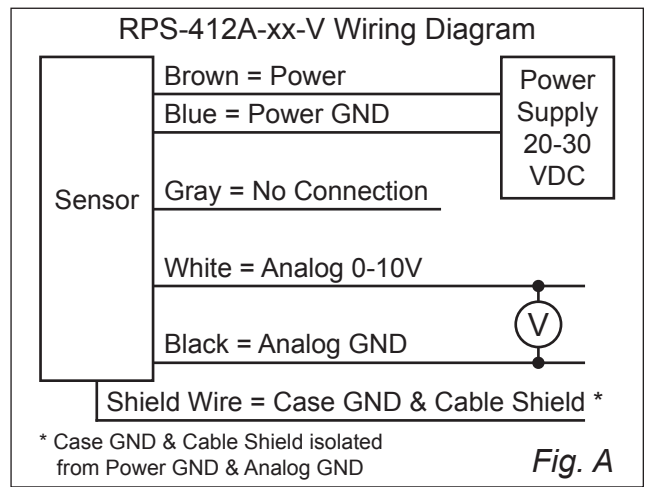 RPS-412A-xx-V Wiring Diagram
Brown = Power
Blue = Power GND
Power
Supply
20-30
VDC
Sensor
Gray = No Connection
White = Analog 0-10V
V
Black = Analog GND
Shield Wire = Case GND & Cable Shield *
* Case GND & Cable Shield isolated
from Power GND & Analog GND
Fig. A